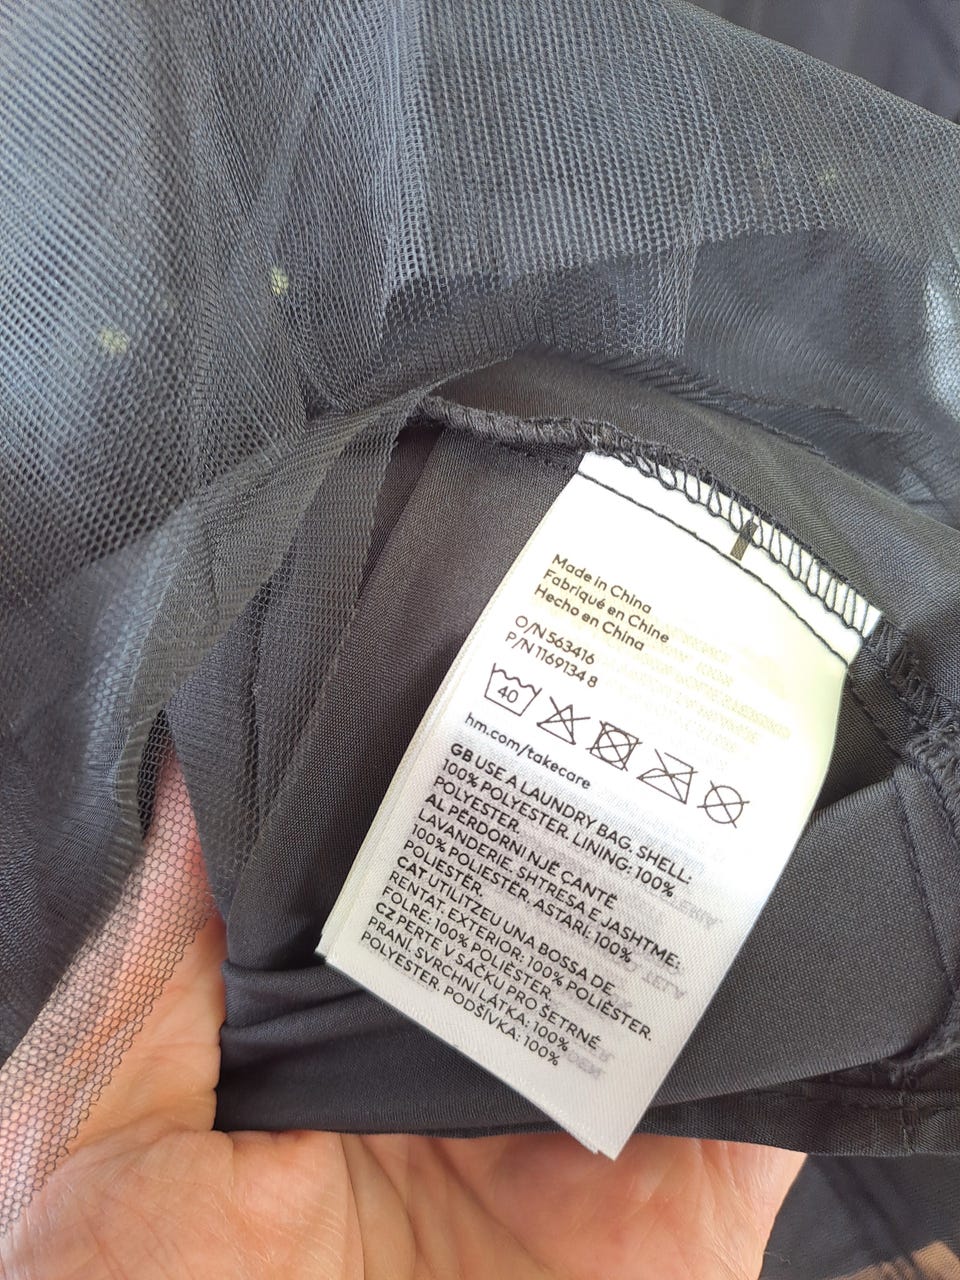 Made in China
Fabriqué en Chine
Hecho en China
O/N 563416
P/N 1169134 8
40
hm.com/takecare
GB USE A LAUNDRY BAG. SHELL:
100% POLYESTER. LINING: 100%
POLYESTER.
AL PËRDORNI NJË ÇANTË
LAVANDERIE. SHTRESA E JASHTME:
100% POLIESTËR. ASTARI: 100%
POLIESTËR.
CAT UTILITZEU UNA BOSSA DE
RENTAT. EXTERIOR: 100% POLIÈSTER.
FOLRE: 100% POLIÈSTER.
CZ PERTE V SÁČKU PRO ŠETRNÉ
PRANÍ. SVRCHNÍ LÁTKA: 100%
POLYESTER. PODŠÍVKA: 100%